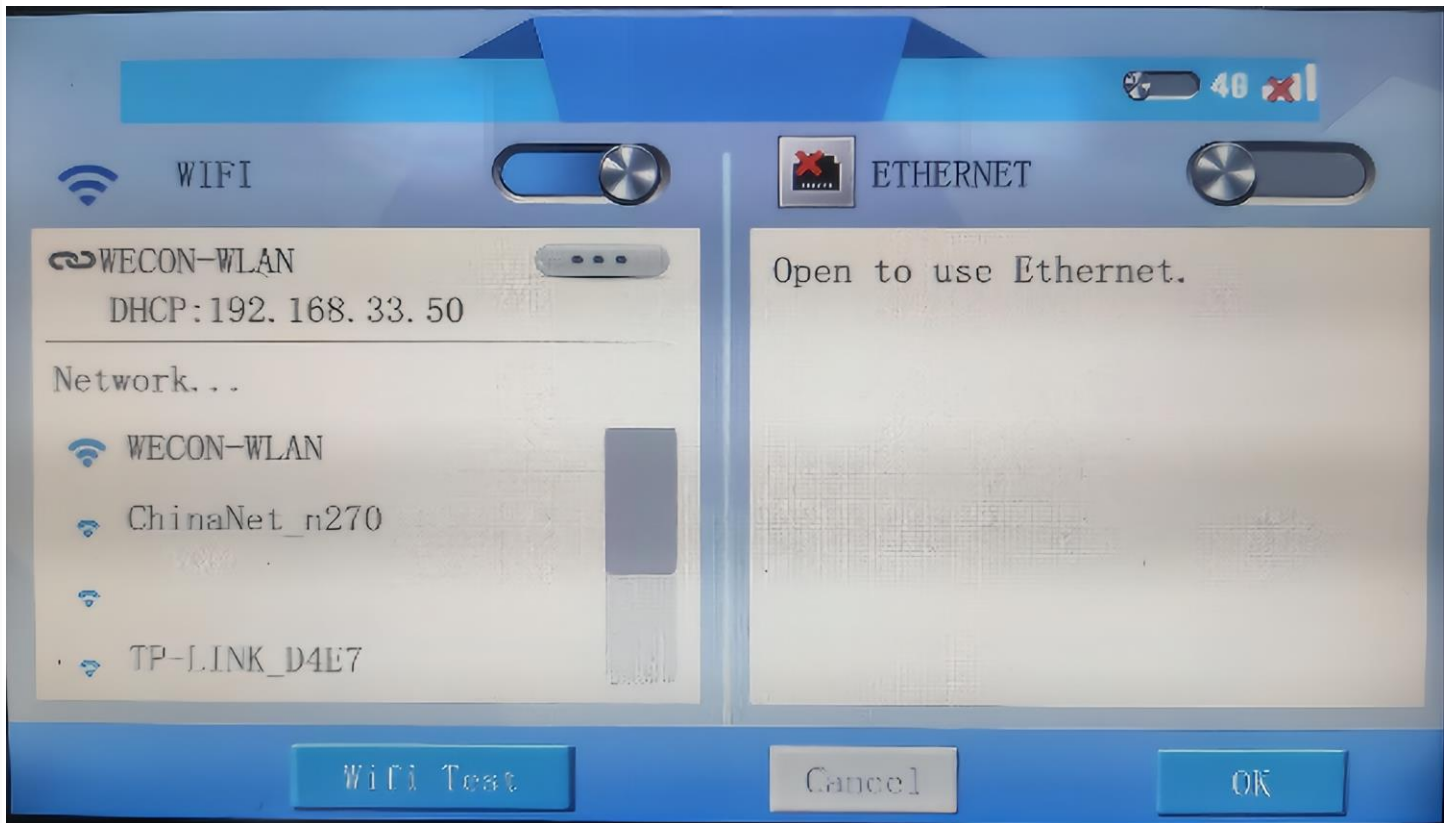 4G
WIFI
ETHERNET
WECON-WLAN
DHCP:192.168.33.50
Open to use Ethernet.
Network...
WECON-WLAN
ChinaNet_n270
TP-LINK_D4E7
Wifi Test
Cancel
OK